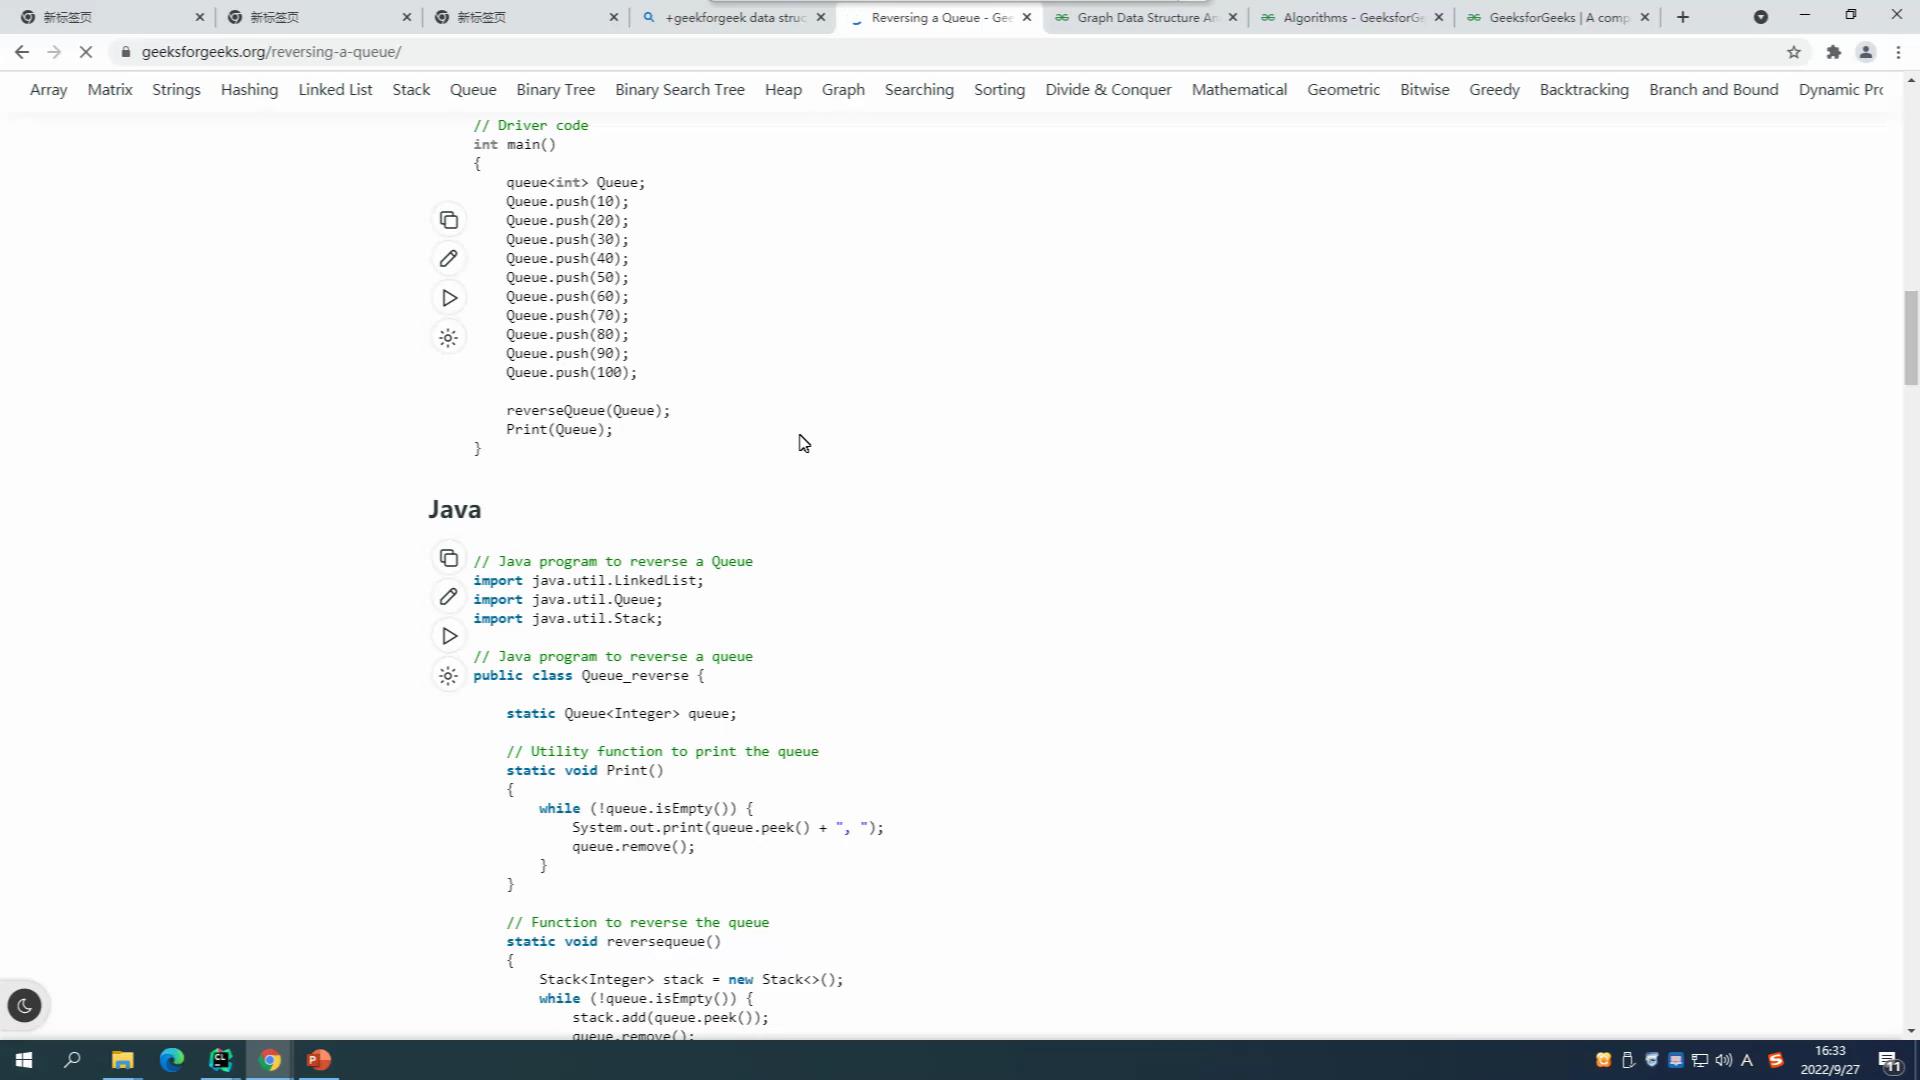 新标签页
新标签页
新标签页
+geekforgeek data struc
Reversing a Queue - Gee
Graph Data Structure An
Algorithms - GeeksforGe
GeeksforGeeks | A comp
geeksforgeeks.org/reversing-a-queue/
Array Matrix Strings Hashing Linked List Stack Queue Binary Tree Binary Search Tree Heap Graph Searching Sorting Divide & Conquer Mathematical Geometric Bitwise Greedy Backtracking Branch and Bound Dynamic Prc
// Driver code
int main()
{
queue<int> Queue;
Queue.push(10);
Queue.push(20);
Queue.push(30);
Queue.push(40);
Queue.push(50);
Queue.push(60);
Queue.push(70);
Queue.push(80);
Queue.push(90);
Queue.push(100);
reverseQueue(Queue);
Print(Queue);
}
Java
// Java program to reverse a Queue
import java.util.LinkedList;
import java.util.Queue;
import java.util.Stack;
// Java program to reverse a queue
public class Queue_reverse {
static Queue<Integer> queue;
// Utility function to print the queue
static void Print()
{
while (!queue.isEmpty()) {
System.out.print(queue.peek() + ", ");
queue.remove();
}
}
// Function to reverse the queue
static void reversequeue()
{
Stack<Integer> stack = new Stack<>();
while (!queue.isEmpty()) {
stack.add(queue.peek());
queue.remove();
CL
P
A
S
16:33
2022/9/27
11